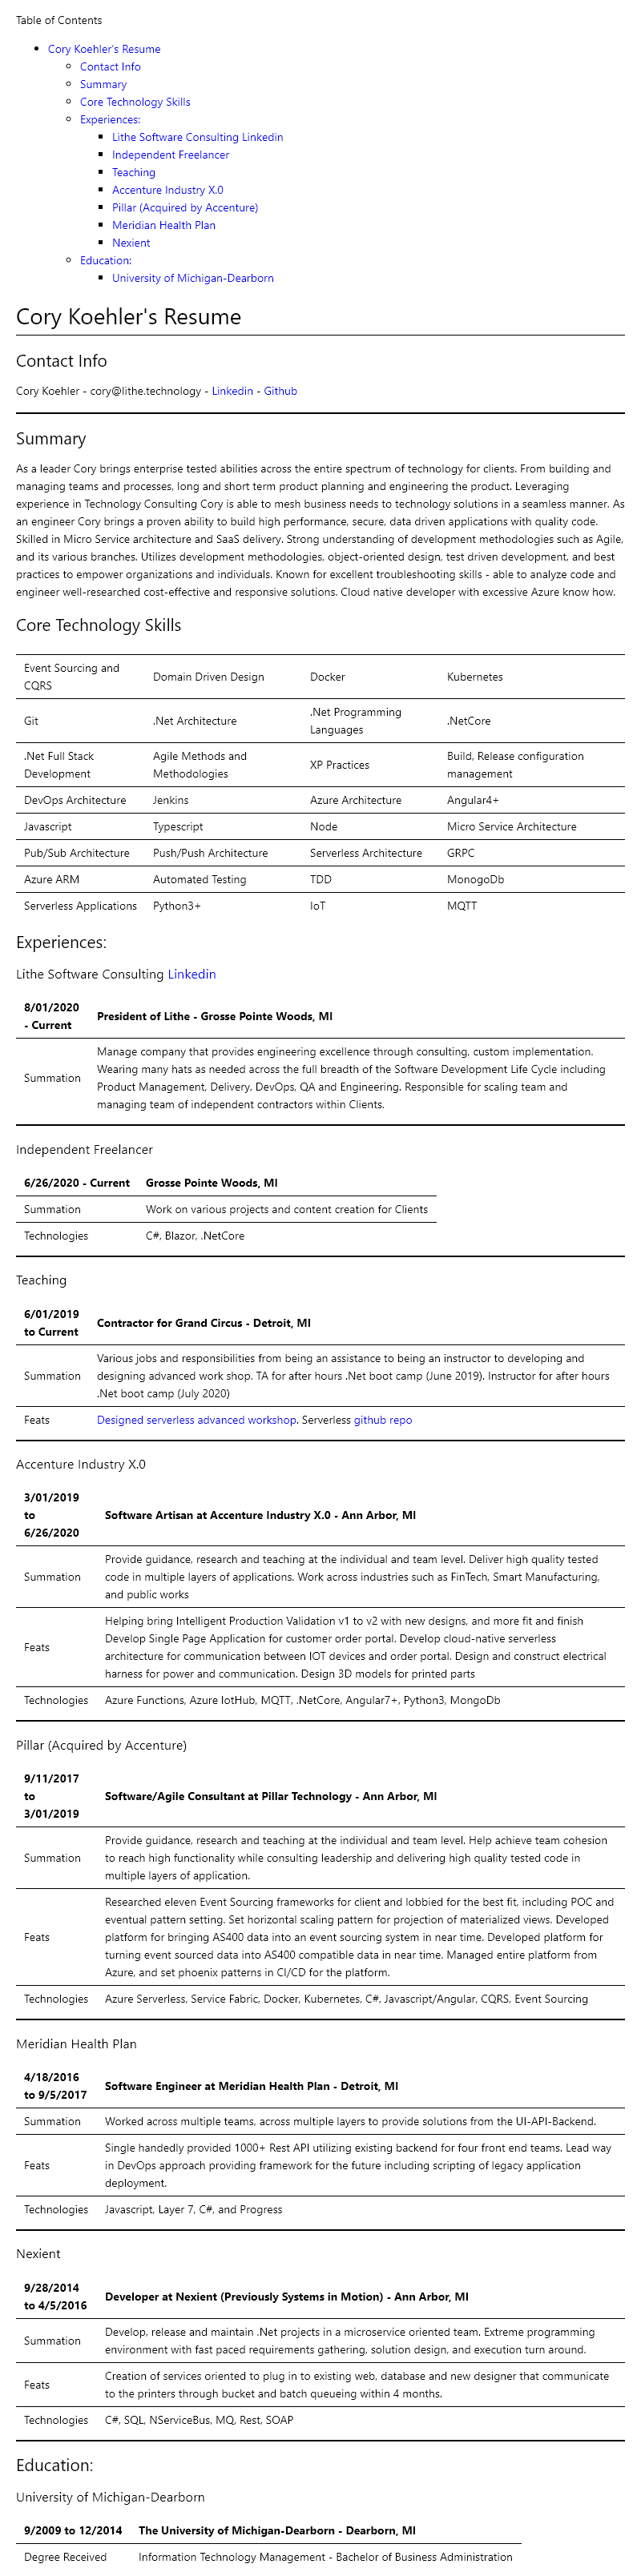 Table of Contents
Cory Koehler's Resume
Contact Info
Summary
Core Technology Skills
Experiences:
Lithe Software Consulting Linkedin
Independent Freelancer
Teaching
Accenture Industry X.0
Pillar (Acquired by Accenture)
Meridian Health Plan
Nexient
Education:
University of Michigan-Dearborn
Cory Koehler's Resume
Contact Info
Cory Koehler - cory@lithe.technology - Linkedin - Github
Summary
As a leader Cory brings enterprise tested abilities across the entire spectrum of technology for clients. From building and
managing teams and processes, long and short term product planning and engineering the product. Leveraging
experience in Technology Consulting Cory is able to mesh business needs to technology solutions in a seamless manner. As
an engineer Cory brings a proven ability to build high performance, secure, data driven applications with quality code.
Skilled in Micro Service architecture and SaaS delivery. Strong understanding of development methodologies such as Agile,
and its various branches. Utilizes development methodologies, object-oriented design, test driven development, and best
practices to empower organizations and individuals. Known for excellent troubleshooting skills - able to analyze code and
engineer well-researched cost-effective and responsive solutions. Cloud native developer with excessive Azure know how.
Core Technology Skills
Event Sourcing and
CQRS
Domain Driven Design
Docker
Kubernetes
Git
.Net Architecture
.Net Programming
Languages
.NetCore
.Net Full Stack
Development
Agile Methods and
Methodologies
XP Practices
Build, Release configuration
management
DevOps Architecture
Jenkins
Azure Architecture
Angular4+
Javascript
Typescript
Node
Micro Service Architecture
Pub/Sub Architecture
Push/Push Architecture
Serverless Architecture
GRPC
Azure ARM
Automated Testing
TDD
MonogoDb
Serverless Applications
Python3+
IoT
MQTT
Experiences:
Lithe Software Consulting Linkedin
8/01/2020
- Current
President of Lithe - Grosse Pointe Woods, MI
Summation
Manage company that provides engineering excellence through consulting, custom implementation.
Wearing many hats as needed across the full breadth of the Software Development Life Cycle including
Product Management, Delivery, DevOps, QA and Engineering. Responsible for scaling team and
managing team of independent contractors within Clients.
Independent Freelancer
6/26/2020 - Current
Grosse Pointe Woods, MI
Summation
Work on various projects and content creation for Clients
Technologies
C#, Blazor, .NetCore
Teaching
6/01/2019
to Current
Contractor for Grand Circus - Detroit, MI
Summation
Various jobs and responsibilities from being an assistance to being an instructor to developing and
designing advanced work shop. TA for after hours .Net boot camp (June 2019). Instructor for after hours
.Net boot camp (July 2020)
Feats
Designed serverless advanced workshop. Serverless github repo
Accenture Industry X.0
3/01/2019
to
6/26/2020
Software Artisan at Accenture Industry X.0 - Ann Arbor, MI
Summation
Provide guidance, research and teaching at the individual and team level. Deliver high quality tested
code in multiple layers of applications. Work across industries such as FinTech, Smart Manufacturing,
and public works
Feats
Helping bring Intelligent Production Validation v1 to v2 with new designs, and more fit and finish
Develop Single Page Application for customer order portal. Develop cloud-native serverless
architecture for communication between IOT devices and order portal. Design and construct electrical
harness for power and communication. Design 3D models for printed parts
Technologies
Azure Functions, Azure IotHub, MQTT, .NetCore, Angular7+, Python3, MongoDb
Pillar (Acquired by Accenture)
9/11/2017
to
3/01/2019
Software/Agile Consultant at Pillar Technology - Ann Arbor, MI
Summation
Provide guidance, research and teaching at the individual and team level. Help achieve team cohesion
to reach high functionality while consulting leadership and delivering high quality tested code in
multiple layers of application.
Feats
Researched eleven Event Sourcing frameworks for client and lobbied for the best fit, including POC and
eventual pattern setting. Set horizontal scaling pattern for projection of materialized views. Developed
platform for bringing AS400 data into an event sourcing system in near time. Developed platform for
turning event sourced data into AS400 compatible data in near time. Managed entire platform from
Azure, and set phoenix patterns in CI/CD for the platform.
Technologies
Azure Serverless, Service Fabric, Docker, Kubernetes, C#, Javascript/Angular, CQRS, Event Sourcing
Meridian Health Plan
4/18/2016
to 9/5/2017
Software Engineer at Meridian Health Plan - Detroit, MI
Summation
Worked across multiple teams, across multiple layers to provide solutions from the UI-API-Backend.
Feats
Single handedly provided 1000+ Rest API utilizing existing backend for four front end teams. Lead way
in DevOps approach providing framework for the future including scripting of legacy application
deployment.
Technologies
Javascript, Layer 7, C#, and Progress
Nexient
9/28/2014
to 4/5/2016
Developer at Nexient (Previously Systems in Motion) - Ann Arbor, MI
Summation
Develop, release and maintain .Net projects in a microservice oriented team. Extreme programming
environment with fast paced requirements gathering, solution design, and execution turn around.
Feats
Creation of services oriented to plug in to existing web, database and new designer that communicate
to the printers through bucket and batch queueing within 4 months.
Technologies
C#, SQL, NServiceBus, MQ, Rest, SOAP
Education:
University of Michigan-Dearborn
9/2009 to 12/2014
The University of Michigan-Dearborn - Dearborn, MI
Degree Received
Information Technology Management - Bachelor of Business Administration